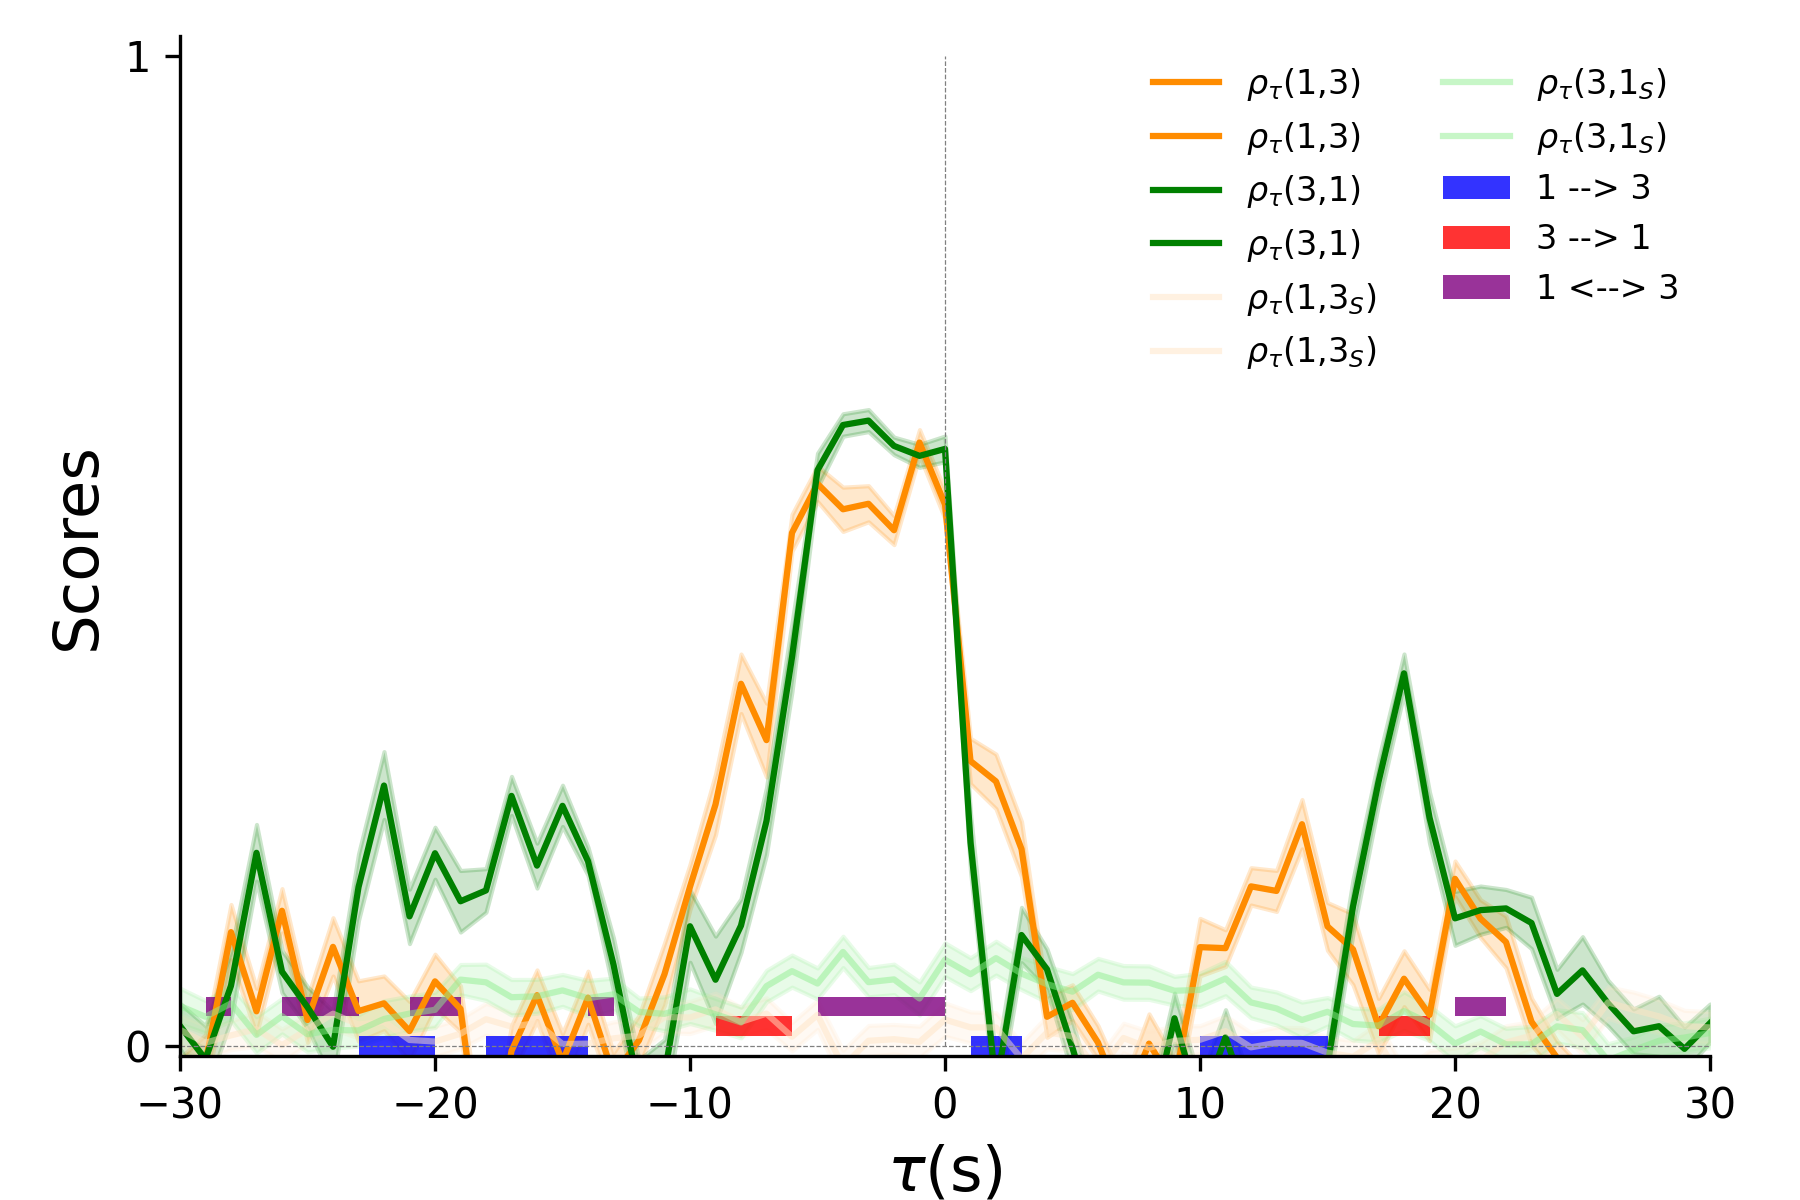 1
ρτ(1,3)
ρτ(1,3)
ρτ(3,1)
ρτ(3,1)
ρτ(1,3S)
ρτ(1,3S)
ρτ(3,1S)
ρτ(3,1S)
1 --> 3
3 --> 1
1 <--> 3
Scores
0
−30 −20 −10 0 10 20 30
τ(s)